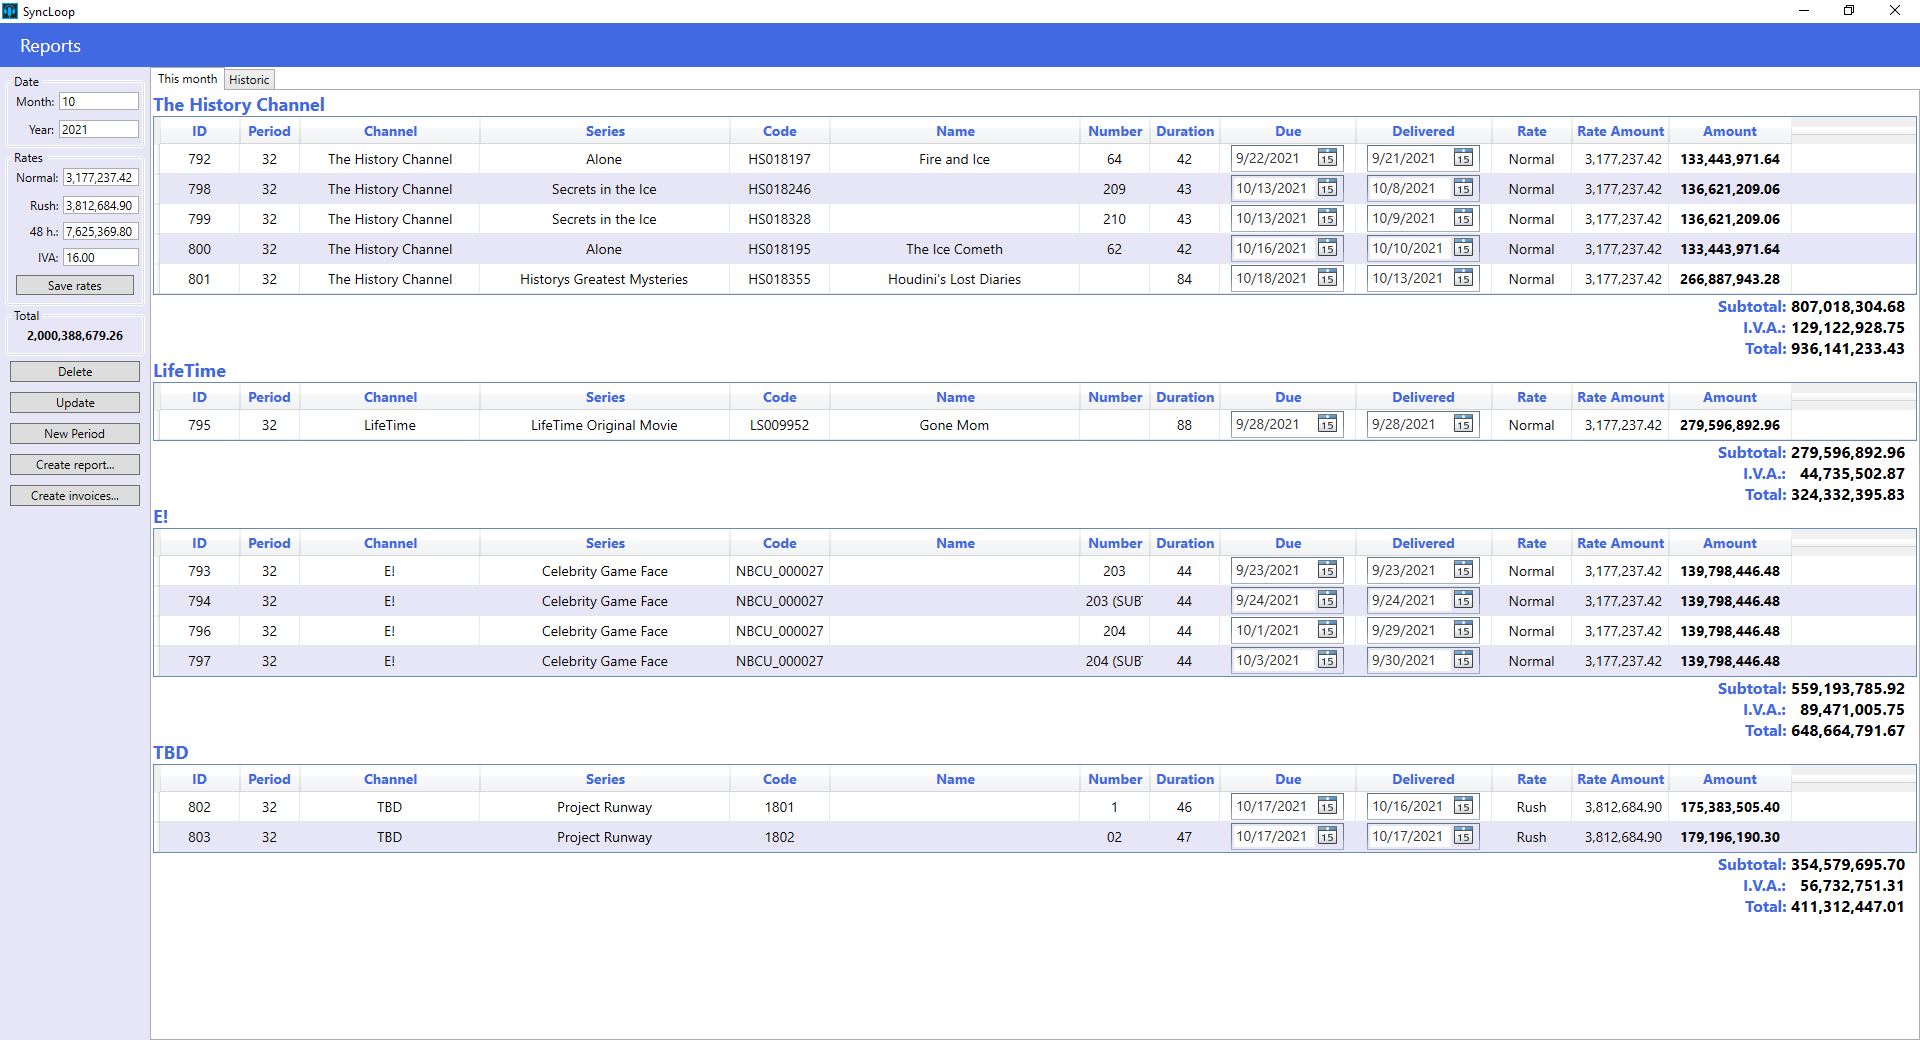 SyncLoop
Reports
Date
Month: 10
Year: 2021
Rates
Normal: 3,177,237.42
Rush: 3,812,684.90
48 h.: 7,625,369.80
IVA: 16.00
Save rates
Total
2,000,388,679.26
Delete
Update
New Period
Create report...
Create invoices...
This month Historic
The History Channel
ID Period Channel Series Code Name Number Duration Due Delivered Rate Rate Amount Amount
792 32 The History Channel Alone HS018197 Fire and Ice 64 42 9/22/2021 15 9/21/2021 15 Normal 3,177,237.42 133,443,971.64
798 32 The History Channel Secrets in the Ice HS018246 209 43 10/13/2021 15 10/8/2021 15 Normal 3,177,237.42 136,621,209.06
799 32 The History Channel Secrets in the Ice HS018328 210 43 10/13/2021 15 10/9/2021 15 Normal 3,177,237.42 136,621,209.06
800 32 The History Channel Alone HS018195 The Ice Cometh 62 42 10/16/2021 15 10/10/2021 15 Normal 3,177,237.42 133,443,971.64
801 32 The History Channel Historys Greatest Mysteries HS018355 Houdini's Lost Diaries 84 10/18/2021 15 10/13/2021 15 Normal 3,177,237.42 266,887,943.28
Subtotal: 807,018,304.68
I.V.A.: 129,122,928.75
Total: 936,141,233.43
LifeTime
ID Period Channel Series Code Name Number Duration Due Delivered Rate Rate Amount Amount
795 32 LifeTime LifeTime Original Movie LS009952 Gone Mom 88 9/28/2021 15 9/28/2021 15 Normal 3,177,237.42 279,596,892.96
Subtotal: 279,596,892.96
I.V.A.: 44,735,502.87
Total: 324,332,395.83
E!
ID Period Channel Series Code Name Number Duration Due Delivered Rate Rate Amount Amount
793 32 E! Celebrity Game Face NBCU_000027 203 44 9/23/2021 15 9/23/2021 15 Normal 3,177,237.42 139,798,446.48
794 32 E! Celebrity Game Face NBCU_000027 203 (SUB 44 9/24/2021 15 9/24/2021 15 Normal 3,177,237.42 139,798,446.48
796 32 E! Celebrity Game Face NBCU_000027 204 44 10/1/2021 15 9/29/2021 15 Normal 3,177,237.42 139,798,446.48
797 32 E! Celebrity Game Face NBCU_000027 204 (SUB 44 10/3/2021 15 9/30/2021 15 Normal 3,177,237.42 139,798,446.48
Subtotal: 559,193,785.92
I.V.A.: 89,471,005.75
Total: 648,664,791.67
TBD
ID Period Channel Series Code Name Number Duration Due Delivered Rate Rate Amount Amount
802 32 TBD Project Runway 1801 1 46 10/17/2021 15 10/16/2021 15 Rush 3,812,684.90 175,383,505.40
803 32 TBD Project Runway 1802 02 47 10/17/2021 15 10/17/2021 15 Rush 3,812,684.90 179,196,190.30
Subtotal: 354,579,695.70
I.V.A.: 56,732,751.31
Total: 411,312,447.01